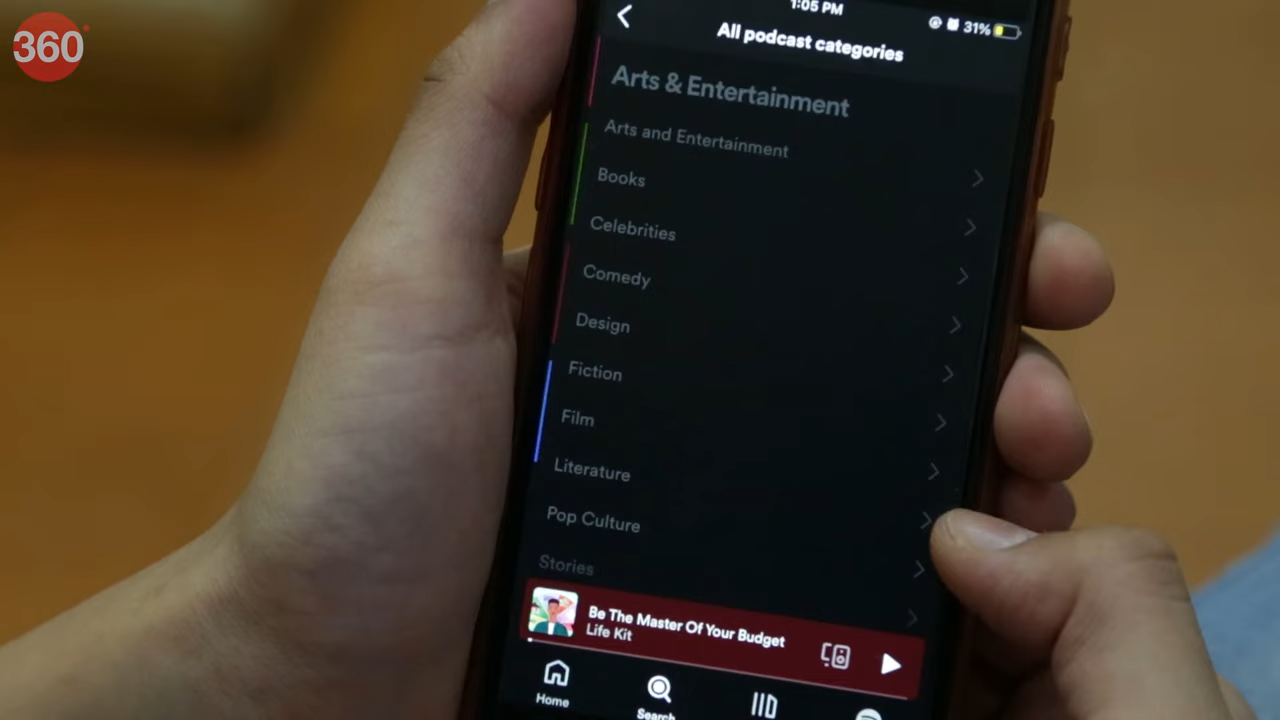 360
1:05 PM
31%
All podcast categories
Arts & Entertainment
Arts and Entertainment
Books
Celebrities
Comedy
Design
Fiction
Film
Literature
Pop Culture
Stories
Be The Master Of Your Budget
Life Kit
Home
Search